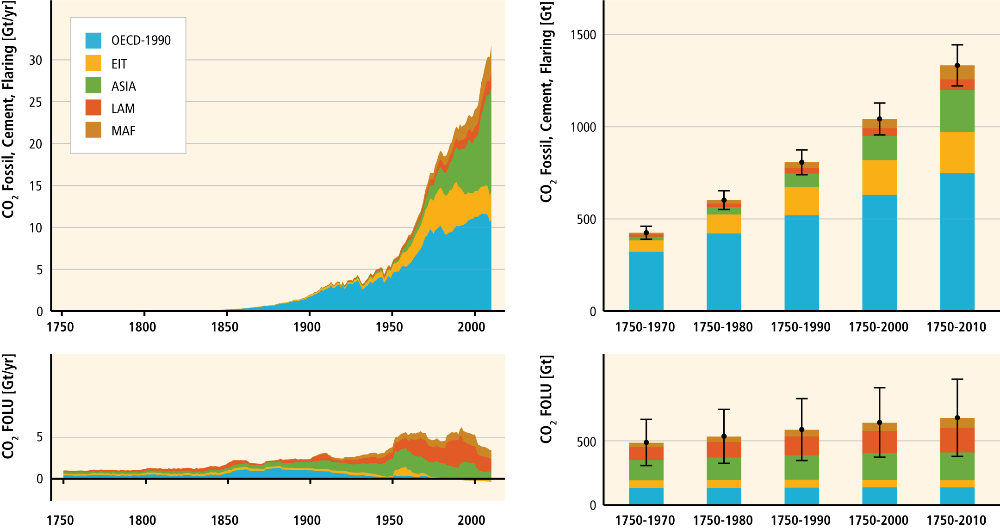 CO2 Fossil, Cement, Flaring [Gt/yr]
OECD-1990
EIT
ASIA
LAM
MAF
30
25
20
15
10
5
0
1750 1800 1850 1900 1950 2000
CO2 Fossil, Cement, Flaring [Gt]
1500
1000
500
0
1750-1970 1750-1980 1750-1990 1750-2000 1750-2010
CO2 FOLU [Gt/yr]
5
0
1750 1800 1850 1900 1950 2000
CO2 FOLU [Gt]
500
0
1750-1970 1750-1980 1750-1990 1750-2000 1750-2010